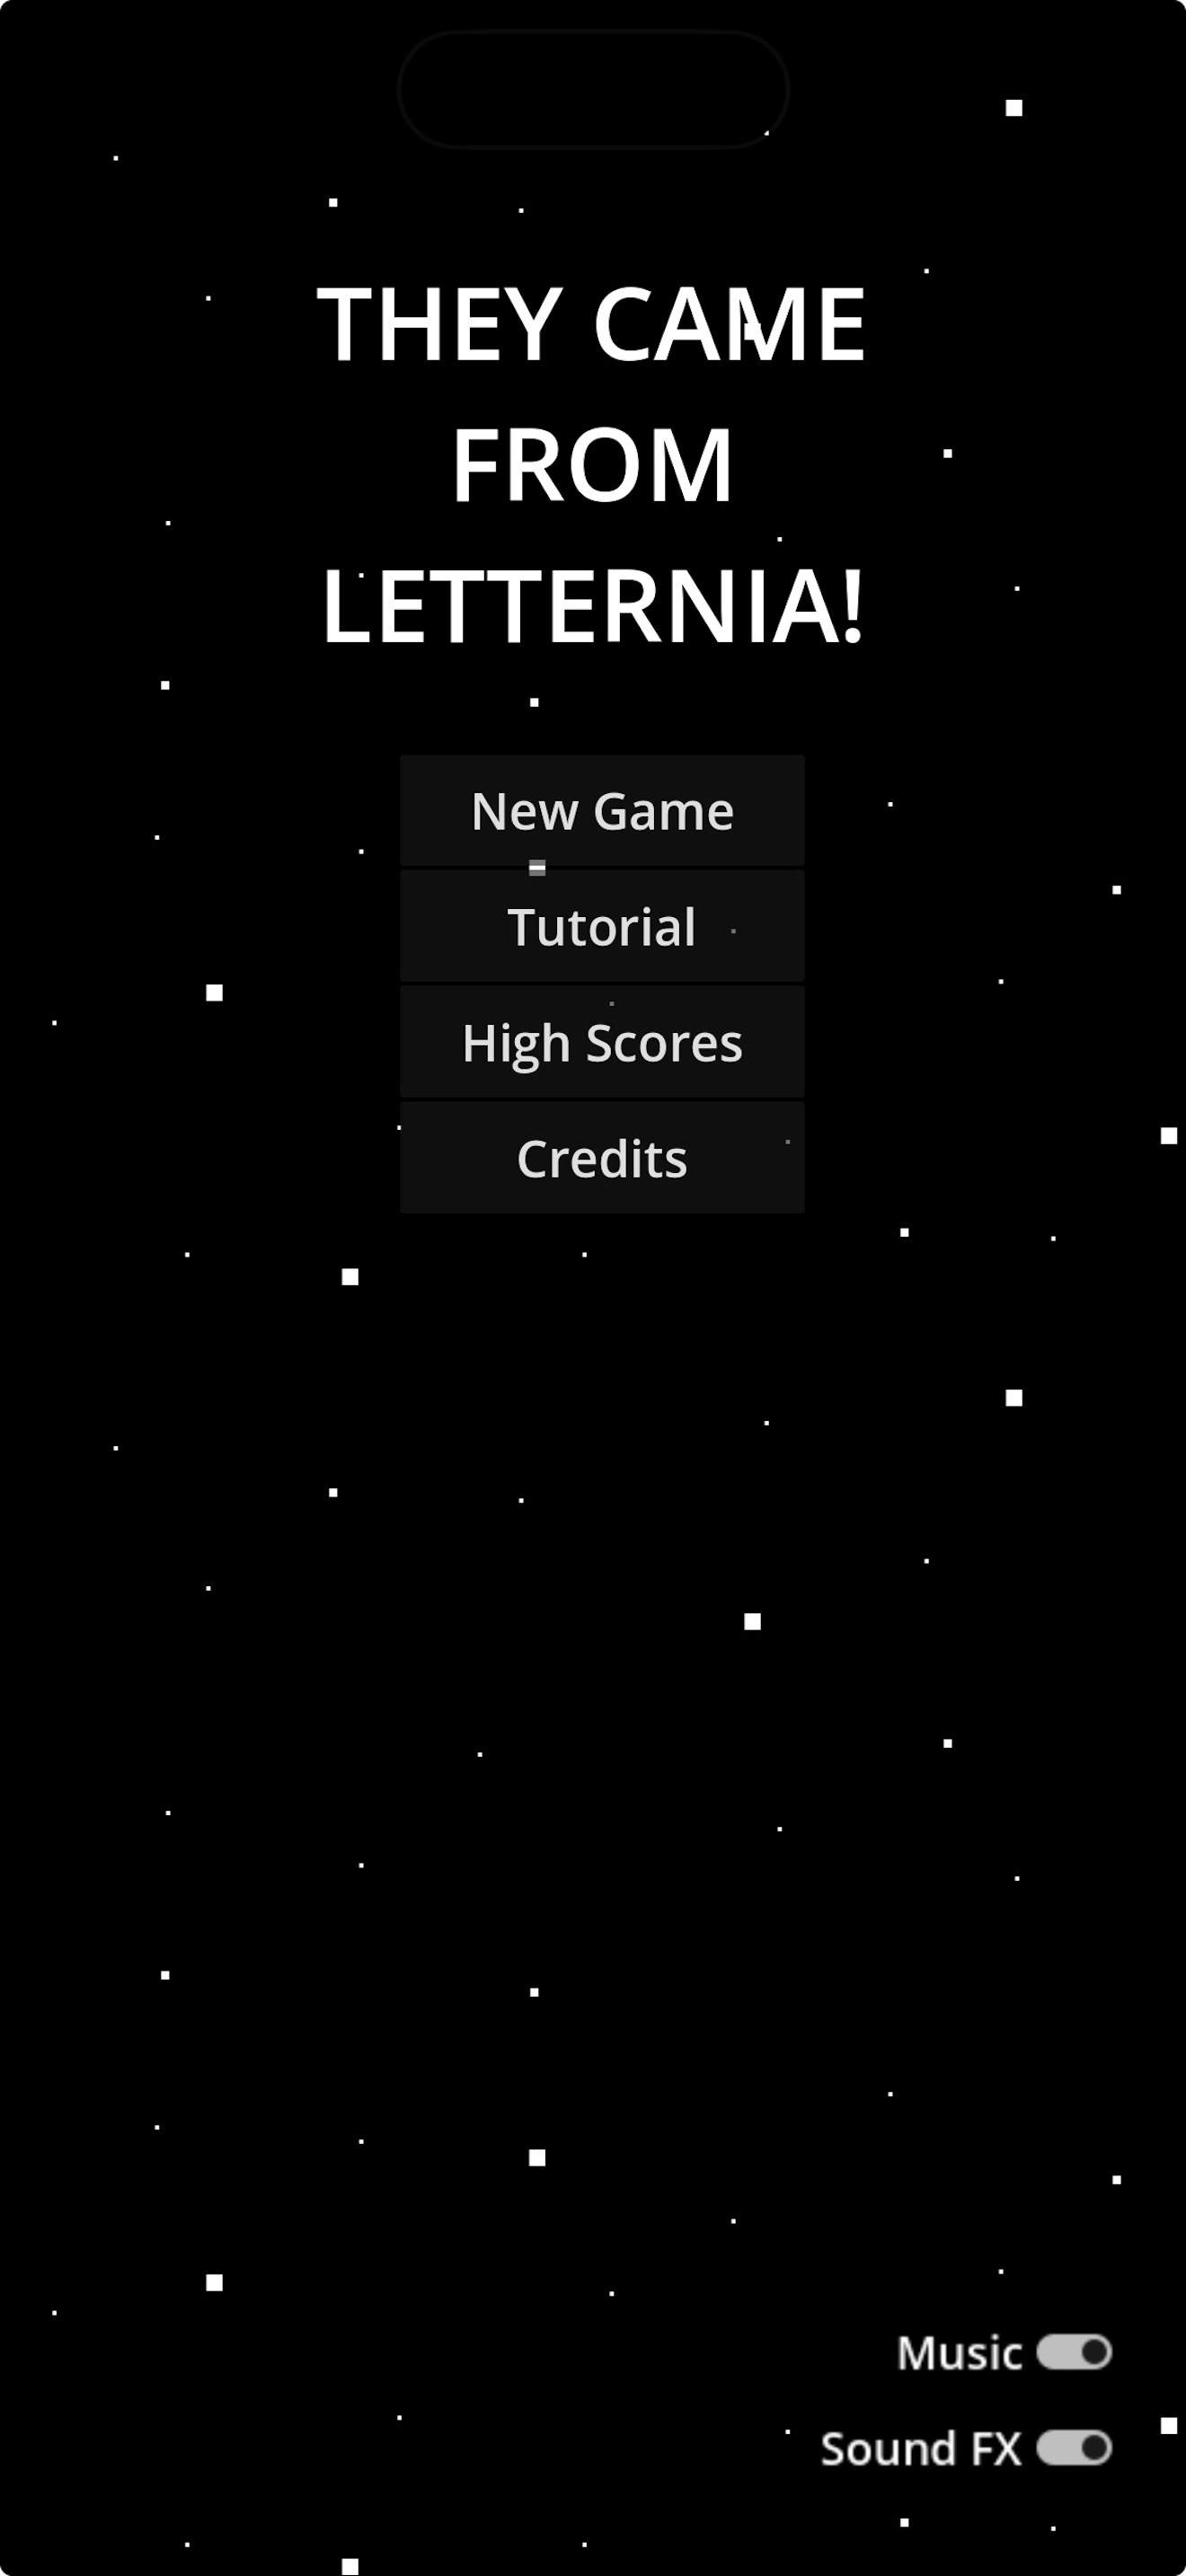 THEY CAME
FROM
LETTERNIA!
New Game
Tutorial
High Scores
Credits
Music
Sound FX